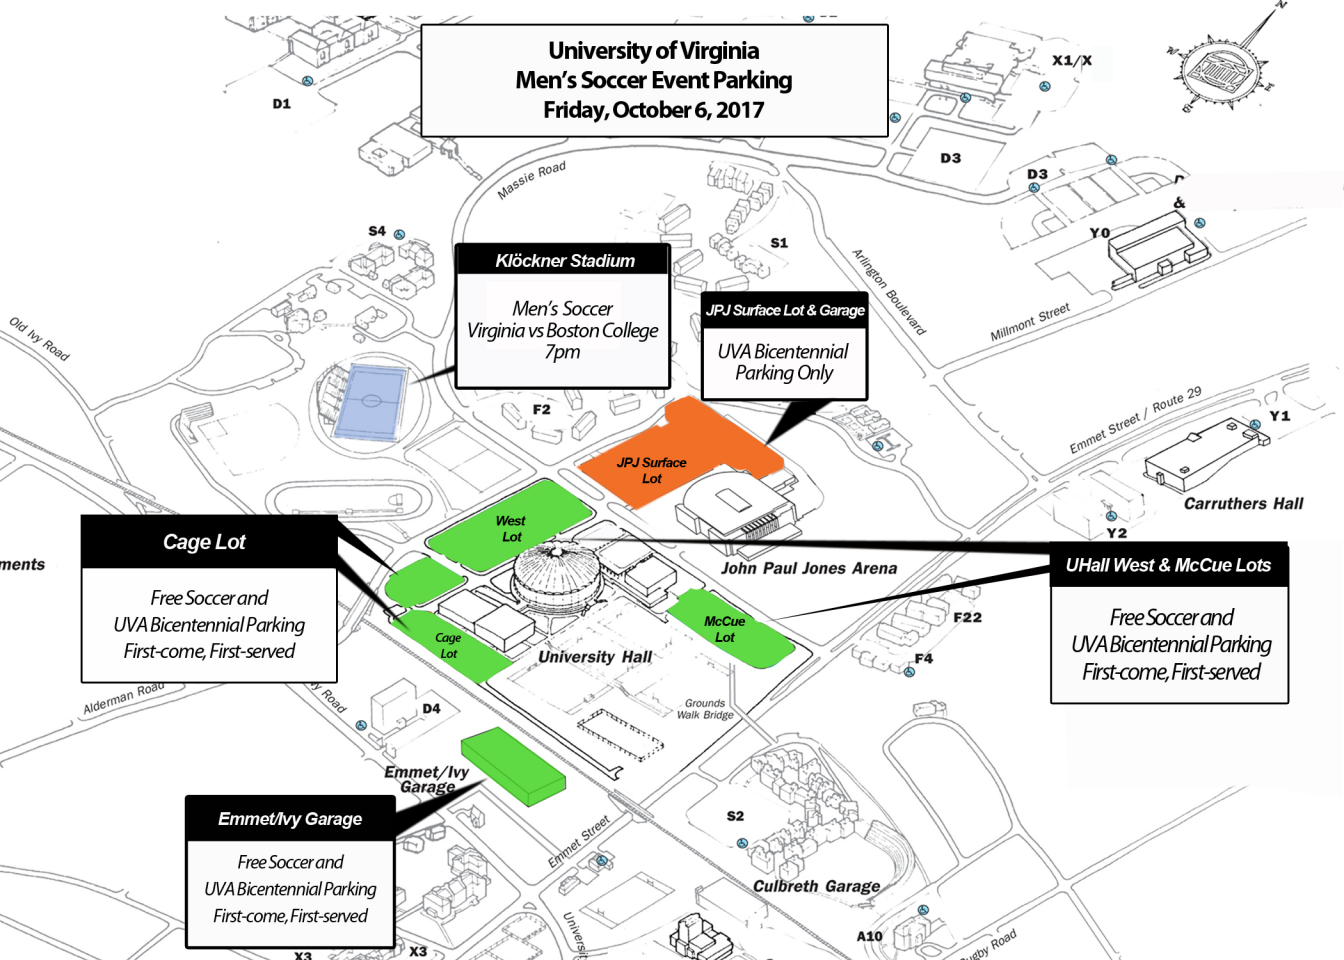 University of Virginia
Men's Soccer Event Parking
Friday, October 6, 2017
N
S
X1/X
D1
D3
D3
&
Y0
Massie Road
S4
S1
Arlington Boulevard
Millmont Street
Old Ivy Road
Klöckner Stadium
Men's Soccer
Virginia vs Boston College
7pm
JPJ Surface Lot & Garage
UVA Bicentennial
Parking Only
F2
Emmet Street / Route 29
Y1
JPJ Surface
Lot
Carruthers Hall
Y2
West
Lot
Cage Lot
Free Soccer and
UVA Bicentennial Parking
First-come, First-served
ments
John Paul Jones Arena
UHall West & McCue Lots
Free Soccer and
UVA Bicentennial Parking
First-come, First-served
F22
F4
McCue
Lot
Cage
Lot
University Hall
Alderman Road
vy Road
D4
Grounds
Walk Bridge
Emmet/Ivy
Garage
Emmet/Ivy Garage
Free Soccer and
UVA Bicentennial Parking
First-come, First-served
S2
Emmet Street
Culbreth Garage
A10
Rugby Road
Universit
X3
X3